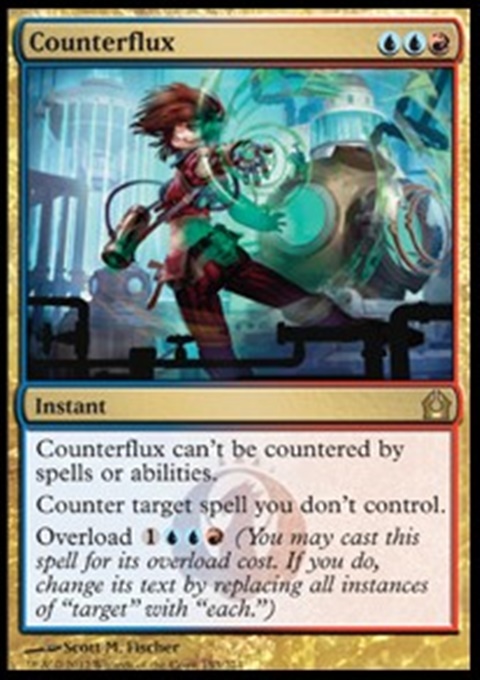 Counterflux
Instant
Counterflux can't be countered by
spells or abilities.
Counter target spell you don't control.
Overload 1 (You may cast this
spell for its overload cost. If you do,
change its text by replacing all instances
of “target” with “each.”)
Scott M. Fischer